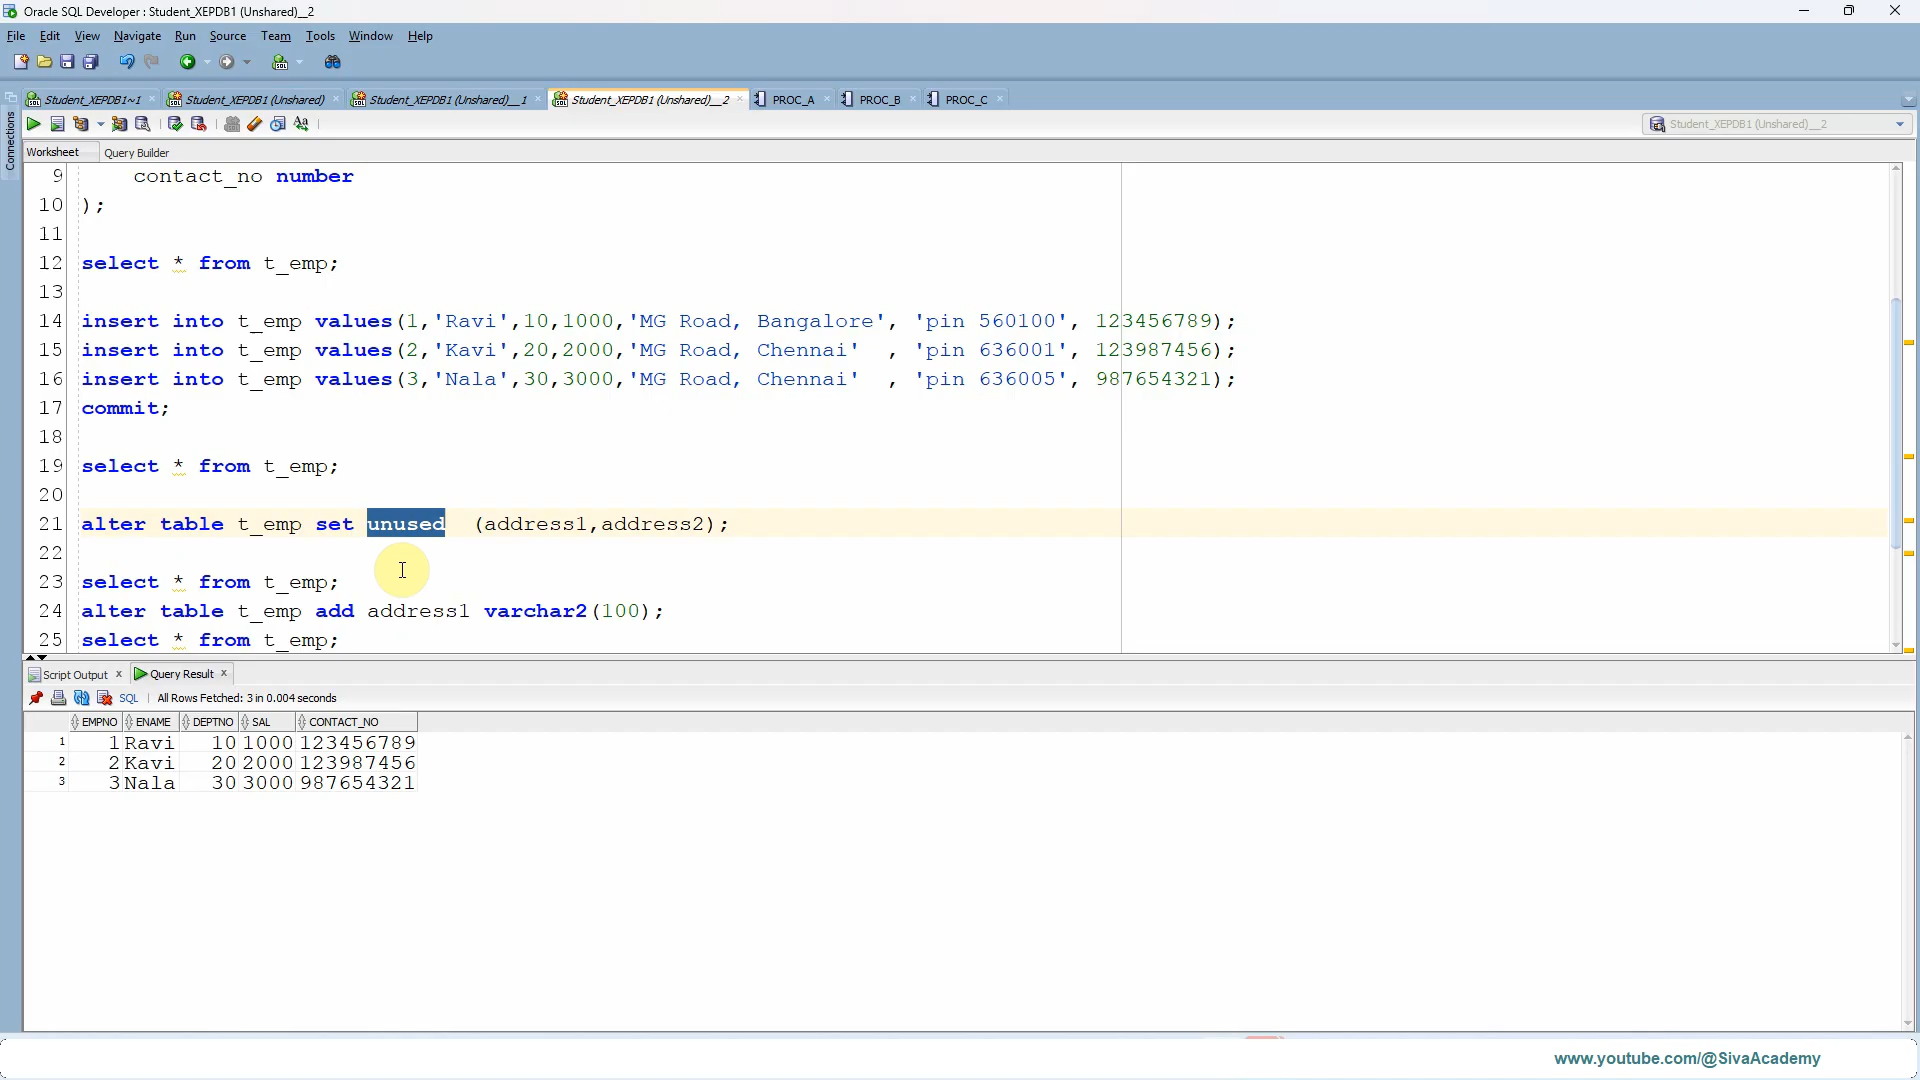 Oracle SQL Developer : Student_XEPDB1 (Unshared)__2
File Edit View Navigate Run Source Team Tools Window Help
Student_XEPDB1~1 Student_XEPDB1 (Unshared) Student_XEPDB1 (Unshared)__1 Student_XEPDB1 (Unshared)__2 PROC_A PROC_B PROC_C
Student_XEPDB1 (Unshared)__2
Connections
Worksheet Query Builder
9 contact_no number
10 );
11
12 select * from t_emp;
13
14 insert into t_emp values(1,'Ravi',10,1000,'MG Road, Bangalore', 'pin 560100', 123456789);
15 insert into t_emp values(2,'Kavi',20,2000,'MG Road, Chennai' , 'pin 636001', 123987456);
16 insert into t_emp values(3,'Nala',30,3000,'MG Road, Chennai' , 'pin 636005', 987654321);
17 commit;
18
19 select * from t_emp;
20
21 alter table t_emp set unused (address1,address2);
22
23 select * from t_emp;
24 alter table t_emp add address1 varchar2(100);
25 select * from t_emp;
Script Output Query Result
SQL All Rows Fetched: 3 in 0.004 seconds
EMPNO ENAME DEPTNO SAL CONTACT_NO
1 1 Ravi 10 1000 123456789
2 2 Kavi 20 2000 123987456
3 3 Nala 30 3000 987654321
www.youtube.com/@SivaAcademy